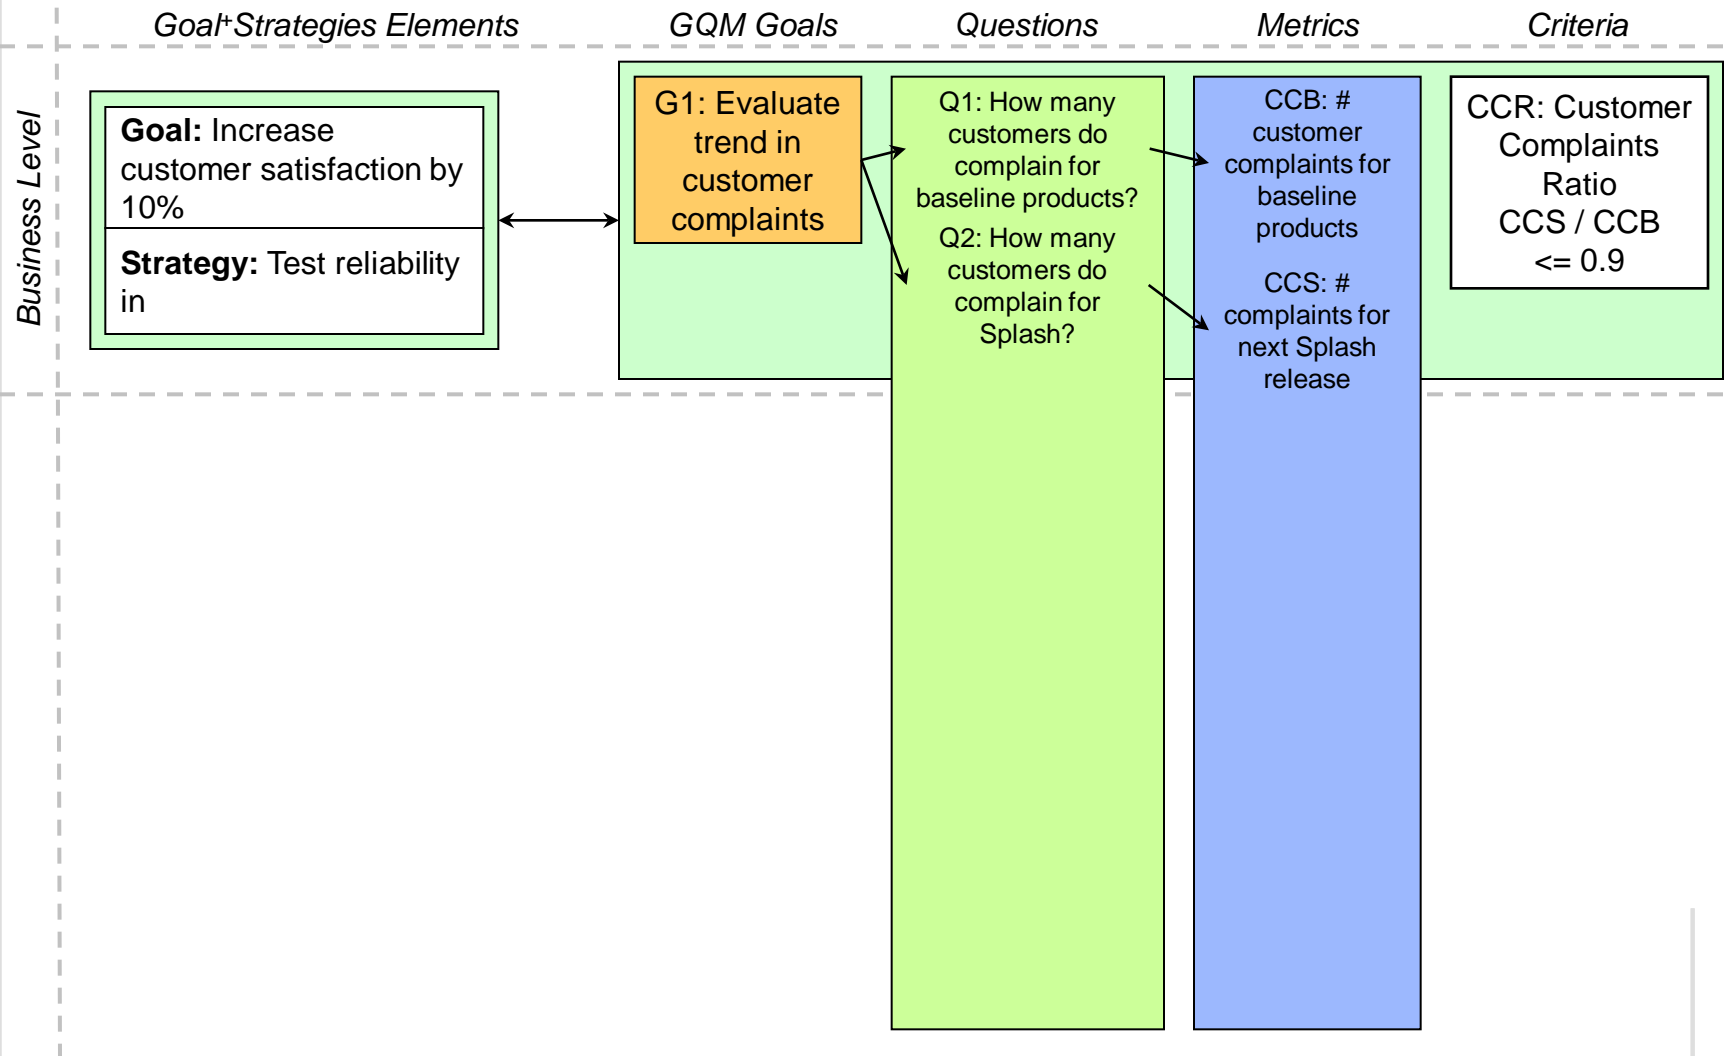 Goal+Strategies Elements
GQM Goals
Questions
Metrics
Criteria
Business Level
Goal: Increase
customer satisfaction by
10%
Strategy: Test reliability
in
G1: Evaluate
trend in
customer
complaints
Q1: How many
customers do
complain for
baseline products?
Q2: How many
customers do
complain for
Splash?
CCB: #
customer
complaints for
baseline
products
CCS: #
complaints for
next Splash
release
CCR: Customer
Complaints
Ratio
CCS / CCB
<= 0.9